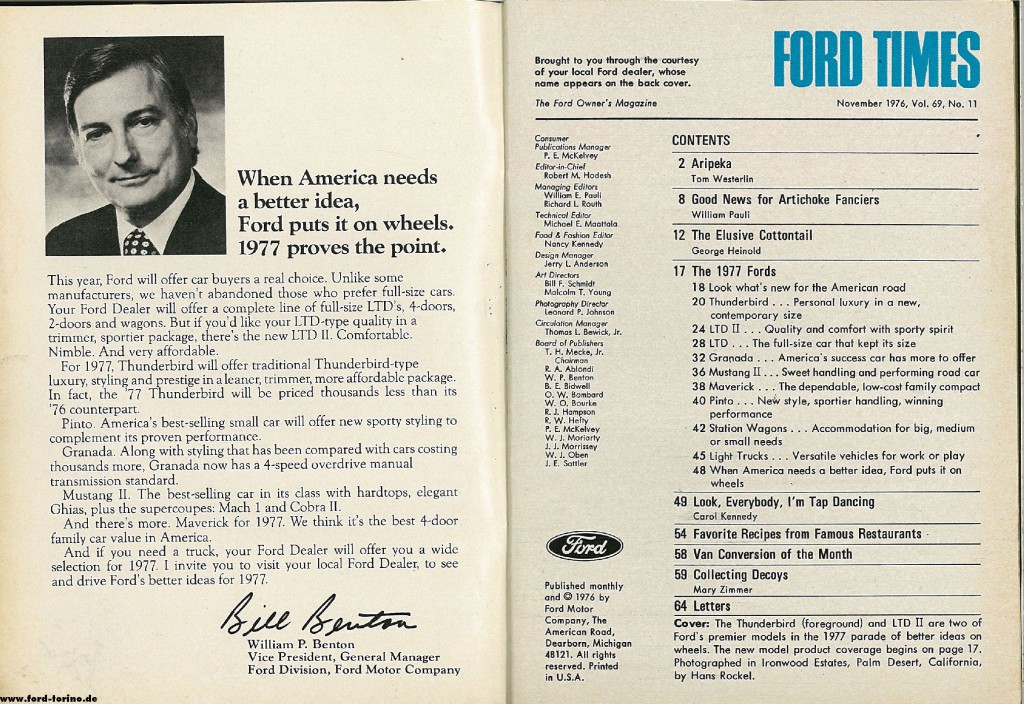 When America needs
a better idea,
Ford puts it on wheels.
1977 proves the point.
This year, Ford will offer car buyers a real choice. Unlike some
manufacturers, we haven't abandoned those who prefer full-size cars.
Your Ford Dealer will offer a complete line of full-size LTD's, 4-doors,
2-doors and wagons. But if you'd like your LTD-type quality in a
trimmer, sportier package, there's the new LTD II. Comfortable.
Nimble. And very affordable.
For 1977, Thunderbird will offer traditional Thunderbird-type
luxury, styling and prestige in a leaner, trimmer, more affordable package.
In fact, the '77 Thunderbird will be priced thousands less than its
'76 counterpart.
Pinto. America's best-selling small car will offer new sporty styling to
complement its proven performance.
Granada. Along with styling that has been compared with cars costing
thousands more, Granada now has a 4-speed overdrive manual
transmission standard.
Mustang II. The best-selling car in its class with hardtops, elegant
Ghias, plus the supercoupes: Mach 1 and Cobra II.
And there's more. Maverick for 1977. We think it's the best 4-door
family car value in America.
And if you need a truck, your Ford Dealer will offer you a wide
selection for 1977. I invite you to visit your local Ford Dealer, to see
and drive Ford's better ideas for 1977.
Bill Benton
William P. Benton
Vice President, General Manager
Ford Division, Ford Motor Company
www.ford-torino.de
Brought to you through the courtesy
of your local Ford dealer, whose
name appears on the back cover.
The Ford Owner's Magazine
FORD TIMES
November 1976, Vol. 69, No. 11
Consumer
Publications Manager
P. E. McKelvey
Editor-in-Chief
Robert M. Hodesh
Managing Editors
William E. Pauli
Richard L. Routh
Technical Editor
Michael E. Maattala
Food & Fashion Editor
Nancy Kennedy
Design Manager
Jerry L. Anderson
Art Directors
Bill F. Schmidt
Malcolm T. Young
Photography Director
Leonard P. Johnson
Circulation Manager
Thomas L. Bewick, Jr.
Board of Publishers
T. H. Mecke, Jr.
Chairman
R. A. Ablondi
W. P. Benton
B. E. Bidwell
O. W. Bombard
W. O. Bourke
R. J. Hampson
R. W. Hefty
P. E. McKelvey
W. J. Moriarty
J. J. Morrissey
W. J. Oben
J. E. Sattler
Ford
Published monthly
and © 1976 by
Ford Motor
Company, The
American Road,
Dearborn, Michigan
48121. All rights
reserved. Printed
in U.S.A.
CONTENTS
2 Aripeka
Tom Westerlin
8 Good News for Artichoke Fanciers
William Pauli
12 The Elusive Cottontail
George Heinold
17 The 1977 Fords
18 Look what's new for the American road
20 Thunderbird . . . Personal luxury in a new,
contemporary size
24 LTD II . . . Quality and comfort with sporty spirit
28 LTD . . . The full-size car that kept its size
32 Granada . . . America's success car has more to offer
36 Mustang II . . . Sweet handling and performing road car
38 Maverick . . . The dependable, low-cost family compact
40 Pinto . . . New style, sportier handling, winning
performance
42 Station Wagons . . . Accommodation for big, medium
or small needs
45 Light Trucks . . . Versatile vehicles for work or play
48 When America needs a better idea, Ford puts it on
wheels
49 Look, Everybody, I'm Tap Dancing
Carol Kennedy
54 Favorite Recipes from Famous Restaurants
58 Van Conversion of the Month
59 Collecting Decoys
Mary Zimmer
64 Letters
Cover: The Thunderbird (foreground) and LTD II are two of
Ford's premier models in the 1977 parade of better ideas on
wheels. The new model product coverage begins on page 17.
Photographed in Ironwood Estates, Palm Desert, California,
by Hans Rockel.